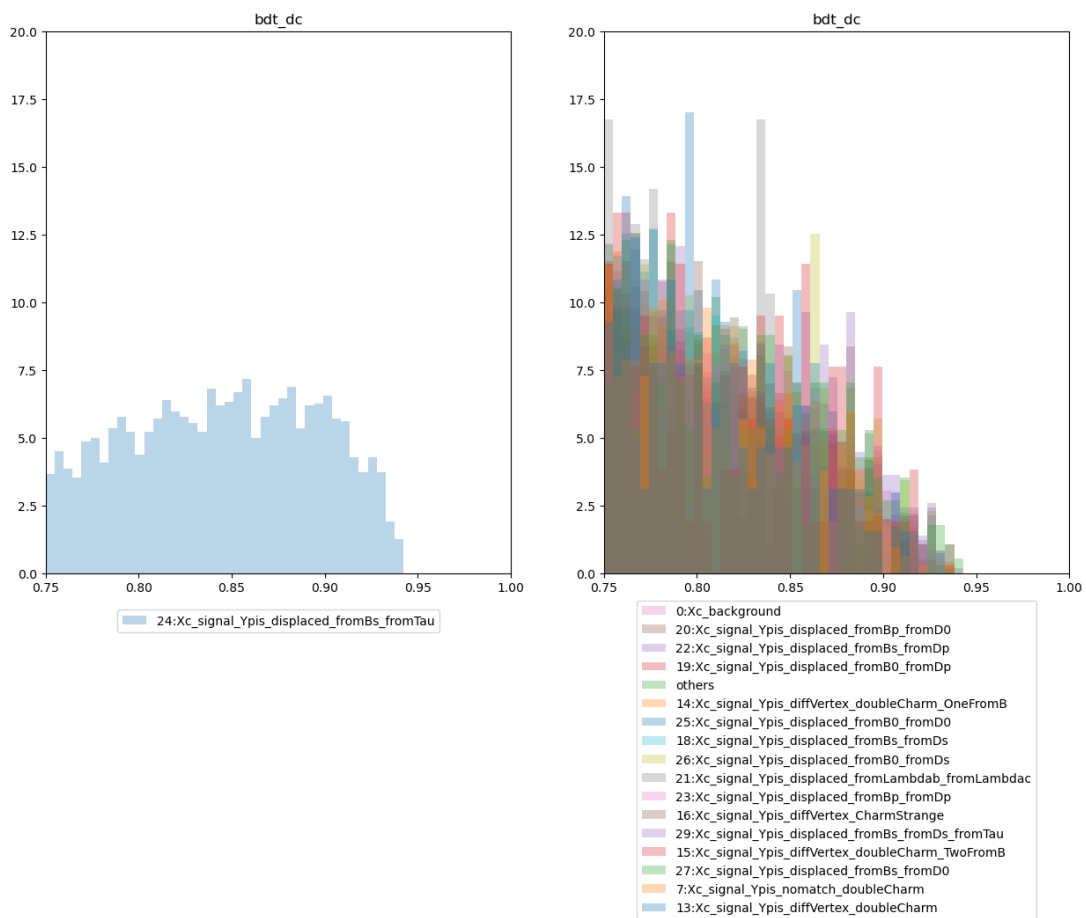 bdt_dc
20.0
17.5
15.0
12.5
10.0
7.5
5.0
2.5
0.0
0.75 0.80 0.85 0.90 0.95 1.00
24:Xc_signal_Ypis_displaced_fromBs_fromTau
bdt_dc
20.0
17.5
15.0
12.5
10.0
7.5
5.0
2.5
0.0
0.75 0.80 0.85 0.90 0.95 1.00
0:Xc_background
20:Xc_signal_Ypis_displaced_fromBp_fromD0
22:Xc_signal_Ypis_displaced_fromBs_fromDp
19:Xc_signal_Ypis_displaced_fromB0_fromDp
others
14:Xc_signal_Ypis_diffVertex_doubleCharm_OneFromB
25:Xc_signal_Ypis_displaced_fromB0_fromD0
18:Xc_signal_Ypis_displaced_fromBs_fromDs
26:Xc_signal_Ypis_displaced_fromB0_fromDs
21:Xc_signal_Ypis_displaced_fromLambdab_fromLambdac
23:Xc_signal_Ypis_displaced_fromBp_fromDp
16:Xc_signal_Ypis_diffVertex_CharmStrange
29:Xc_signal_Ypis_displaced_fromBs_fromDs_fromTau
15:Xc_signal_Ypis_diffVertex_doubleCharm_TwoFromB
27:Xc_signal_Ypis_displaced_fromBs_fromD0
7:Xc_signal_Ypis_nomatch_doubleCharm
13:Xc_signal_Ypis_diffVertex_doubleCharm